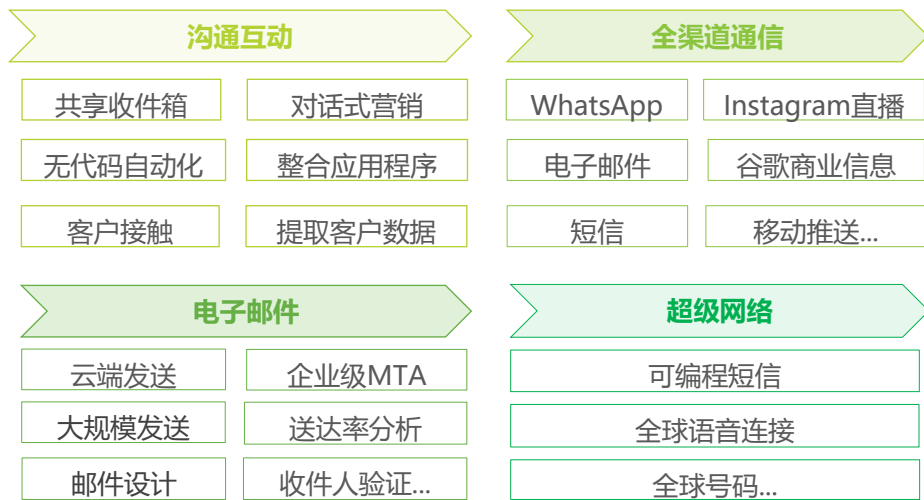 沟通互动
共享收件箱
对话式营销
无代码自动化
整合应用程序
客户接触
提取客户数据
全渠道通信
WhatsApp
Instagram直播
电子邮件
谷歌商业信息
短信
移动推送...
电子邮件
云端发送
企业级MTA
大规模发送
送达率分析
邮件设计
收件人验证...
超级网络
可编程短信
全球语音连接
全球号码...